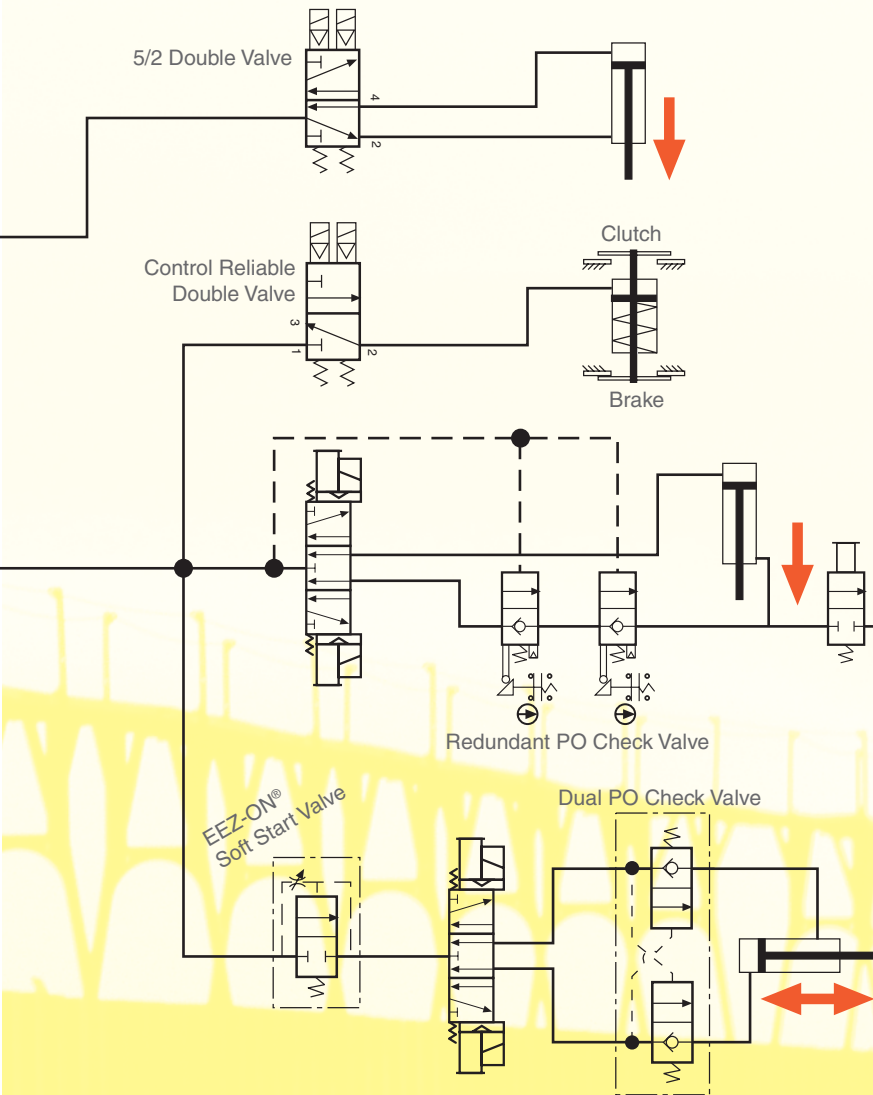 5/2 Double Valve
4
2
Control Reliable
Double Valve
3
1
2
Clutch
Brake
Redundant PO Check Valve
EEZ-ON®
Soft Start Valve
Dual PO Check Valve